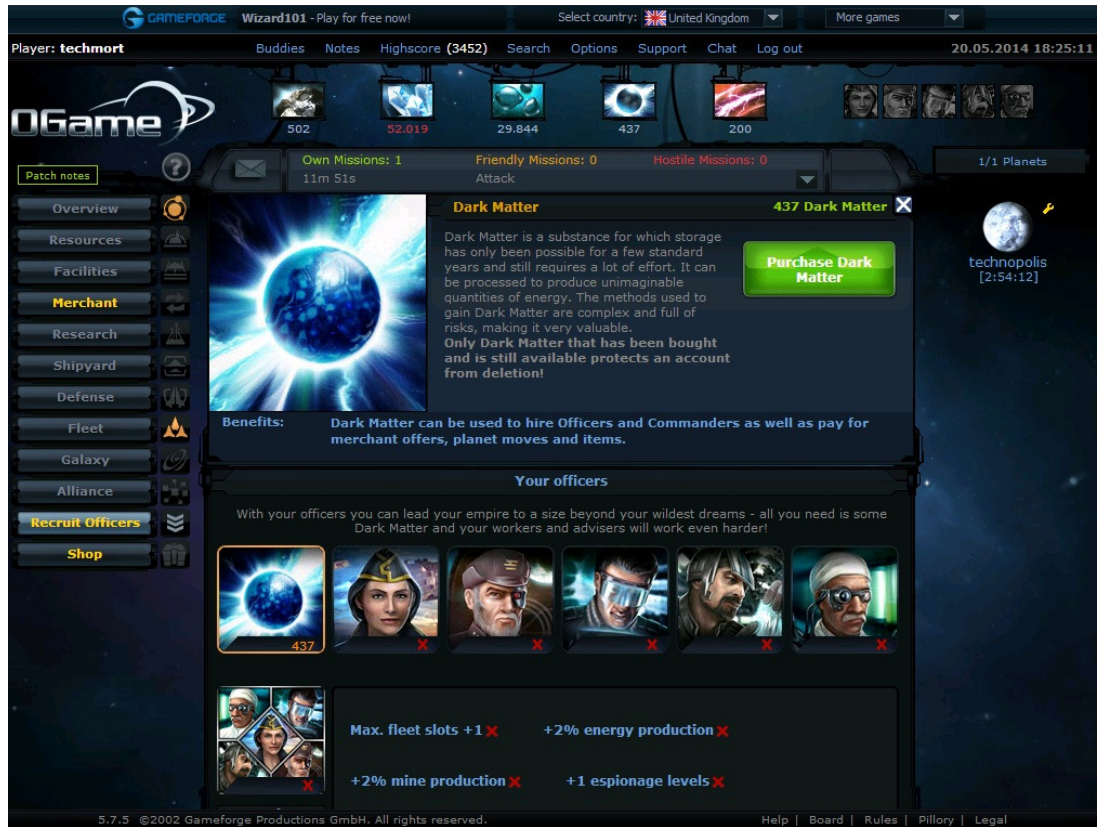 GAMEFORGE Wizard101 - Play for free now! Select country: United Kingdom More games
Player: techmort Buddies Notes Highscore (3452) Search Options Support Chat Log out 20.05.2014 18:25:11
OGame
502 52.019 29.844 437 200
Patch notes ?
Own Missions: 1 Friendly Missions: 0 Hostile Missions: 0
11m 51s Attack
1/1 Planets
technopolis
[2:54:12]
Overview
Resources
Facilities
Merchant
Research
Shipyard
Defense
Fleet
Galaxy
Alliance
Recruit Officers
Shop
Dark Matter 437 Dark Matter
Dark Matter is a substance for which storage
has only been possible for a few standard
years and still requires a lot of effort. It can
be processed to produce unimaginable
quantities of energy. The methods used to
gain Dark Matter are complex and full of
risks, making it very valuable.
Only Dark Matter that has been bought
and is still available protects an account
from deletion!
Purchase Dark
Matter
Benefits: Dark Matter can be used to hire Officers and Commanders as well as pay for
merchant offers, planet moves and items.
Your officers
With your officers you can lead your empire to a size beyond your wildest dreams - all you need is some
Dark Matter and your workers and advisers will work even harder!
437
Max. fleet slots +1 +2% energy production
+2% mine production +1 espionage levels
5.7.5 ©2002 Gameforge Productions GmbH. All rights reserved. Help | Board | Rules | Pillory | Legal